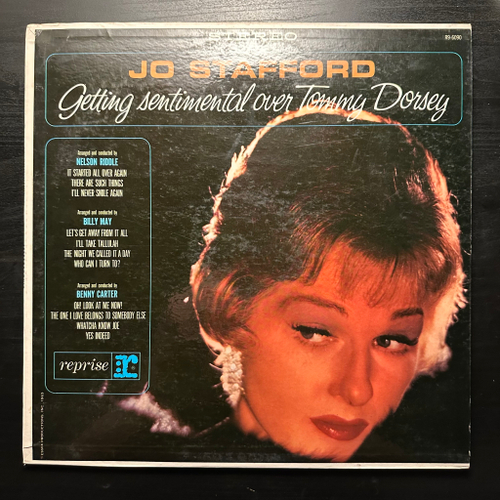 STEREO
R9-6090
JO STAFFORD
Getting sentimental over Tommy Dorsey
Arranged and conducted by
NELSON RIDDLE
IT STARTED ALL OVER AGAIN
THERE ARE SUCH THINGS
I'LL NEVER SMILE AGAIN
Arranged and conducted by
BILLY MAY
LET'S GET AWAY FROM IT ALL
I'LL TAKE TALLULAH
THE NIGHT WE CALLED IT A DAY
WHO CAN I TURN TO?
Arranged and conducted by
BENNY CARTER
OH! LOOK AT ME NOW!
THE ONE I LOVE BELONGS TO SOMEBODY ELSE
WHATCHA KNOW JOE
YES INDEED
reprise